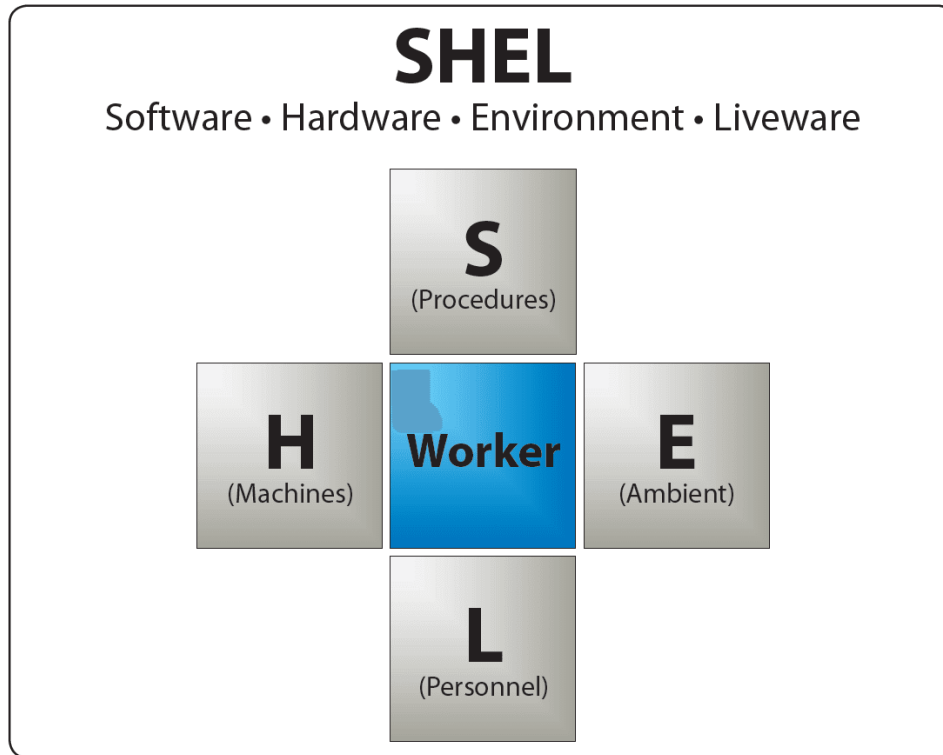 SHEL
Software • Hardware • Environment • Liveware
S
(Procedures)
H
(Machines)
Worker
E
(Ambient)
L
(Personnel)